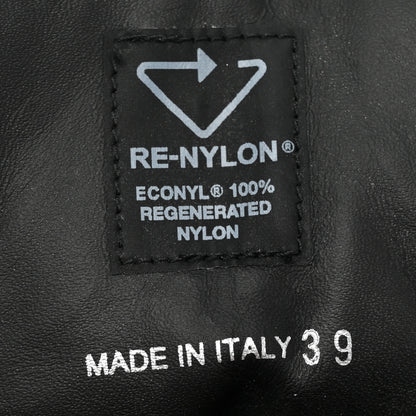 RE-NYLON®
ECONYL® 100%
REGENERATED
NYLON
MADE IN ITALY 39